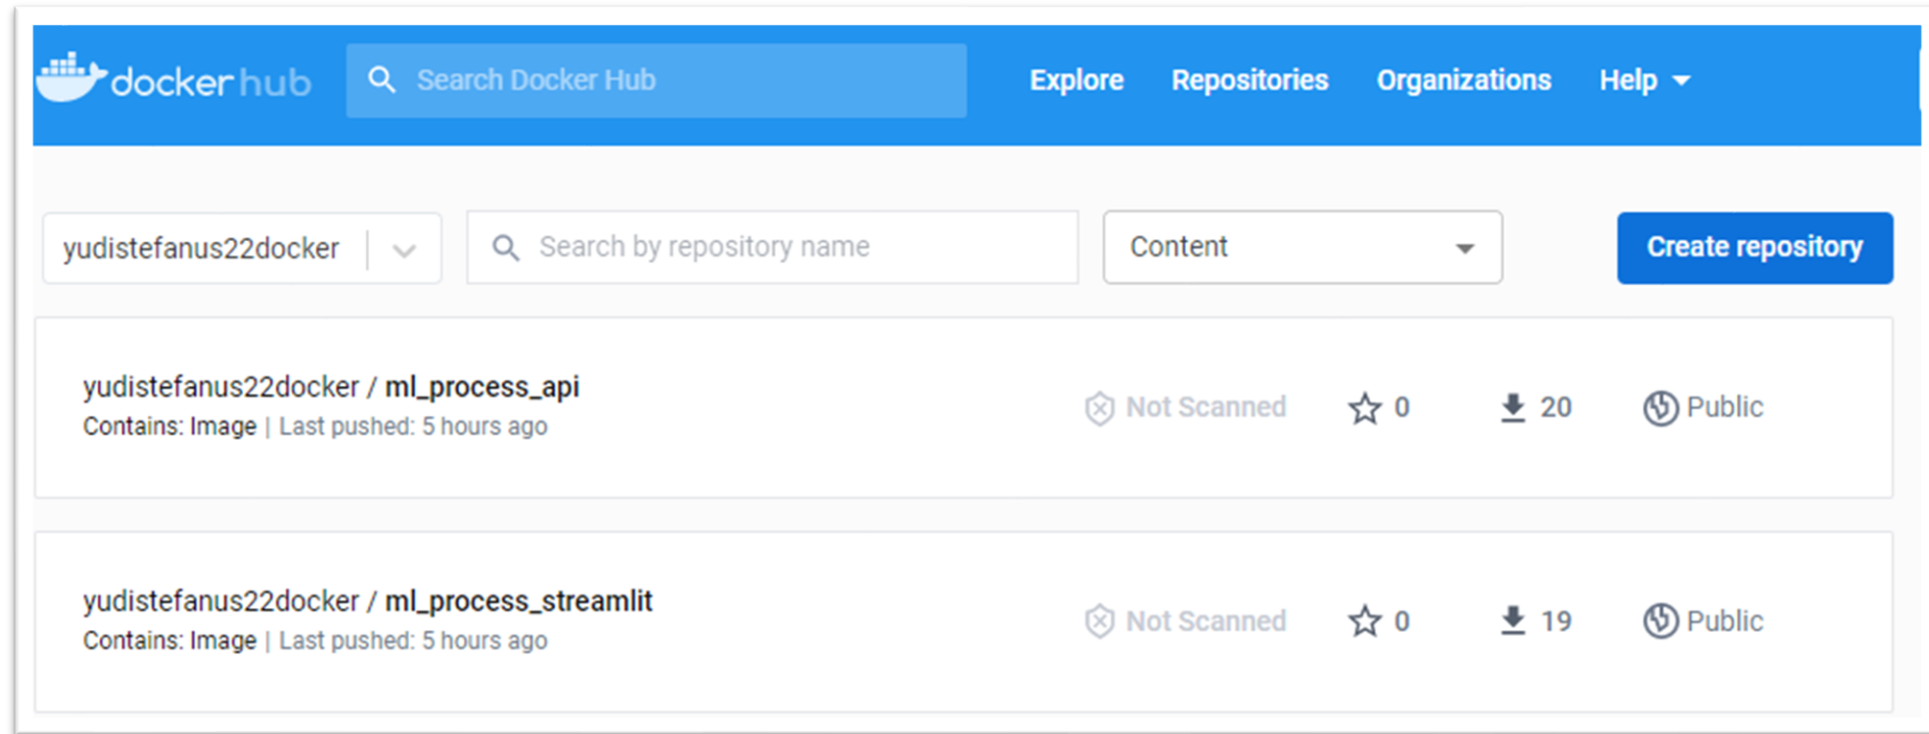 dockerhub Search Docker Hub Explore Repositories Organizations Help
yudistefanus22docker Search by repository name Content Create repository
yudistefanus22docker / ml_process_api
Contains: Image | Last pushed: 5 hours ago
Not Scanned 0 20 Public
yudistefanus22docker / ml_process_streamlit
Contains: Image | Last pushed: 5 hours ago
Not Scanned 0 19 Public